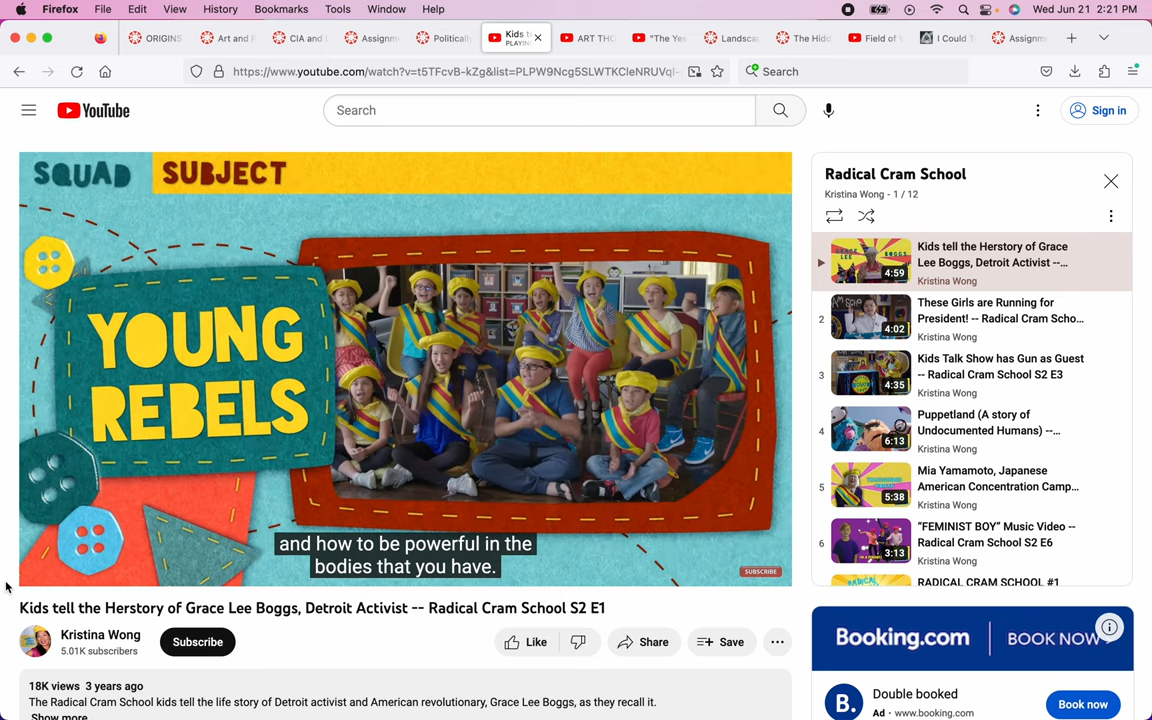 Firefox File Edit View History Bookmarks Tools Window Help Wed Jun 21 2:21 PM
ORIGINS Art and CIA and Assignm Politically Kids te PLAYING ART THO "The Yes Landsca The Hidd Field of I Could Assignm
https://www.youtube.com/watch?v=t5TFcvB-kZg&list=PLPW9Ncg5SLWTKCleNRUVql- Search
YouTube Search Sign in
SQUAD SUBJECT
YOUNG
REBELS
and how to be powerful in the
bodies that you have.
SUBSCRIBE
Kids tell the Herstory of Grace Lee Boggs, Detroit Activist -- Radical Cram School S2 E1
Kristina Wong
5.01K subscribers
Subscribe Like Share Save
18K views 3 years ago
The Radical Cram School kids tell the life story of Detroit activist and American revolutionary, Grace Lee Boggs, as they recall it.
Show more
Radical Cram School
Kristina Wong - 1 / 12
GRACE LEE BOGGS
4:59
Kids tell the Herstory of Grace
Lee Boggs, Detroit Activist --...
Kristina Wong
2
4:02
These Girls are Running for
President! -- Radical Cram Scho...
Kristina Wong
3
4:35
Kids Talk Show has Gun as Guest
-- Radical Cram School S2 E3
Kristina Wong
4
6:13
Puppetland (A story of
Undocumented Humans) --...
Kristina Wong
5
5:38
Mia Yamamoto, Japanese
American Concentration Camp...
Kristina Wong
6
3:13
“FEMINIST BOY” Music Video --
Radical Cram School S2 E6
Kristina Wong
RADICAL CRAM SCHOOL #1
Booking.com BOOK NOW
B.
Double booked
Ad · www.booking.com
Book now